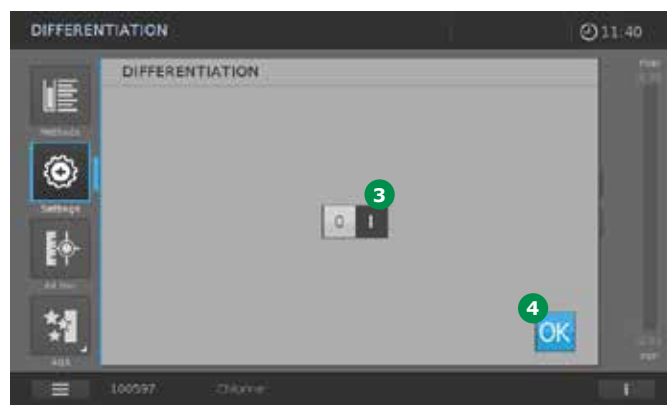 DIFFERENTIATION
11:40
DIFFERENTIATION
Methods
Settings
3
0 I
4
OK
AQA
100597 Chlorine
i